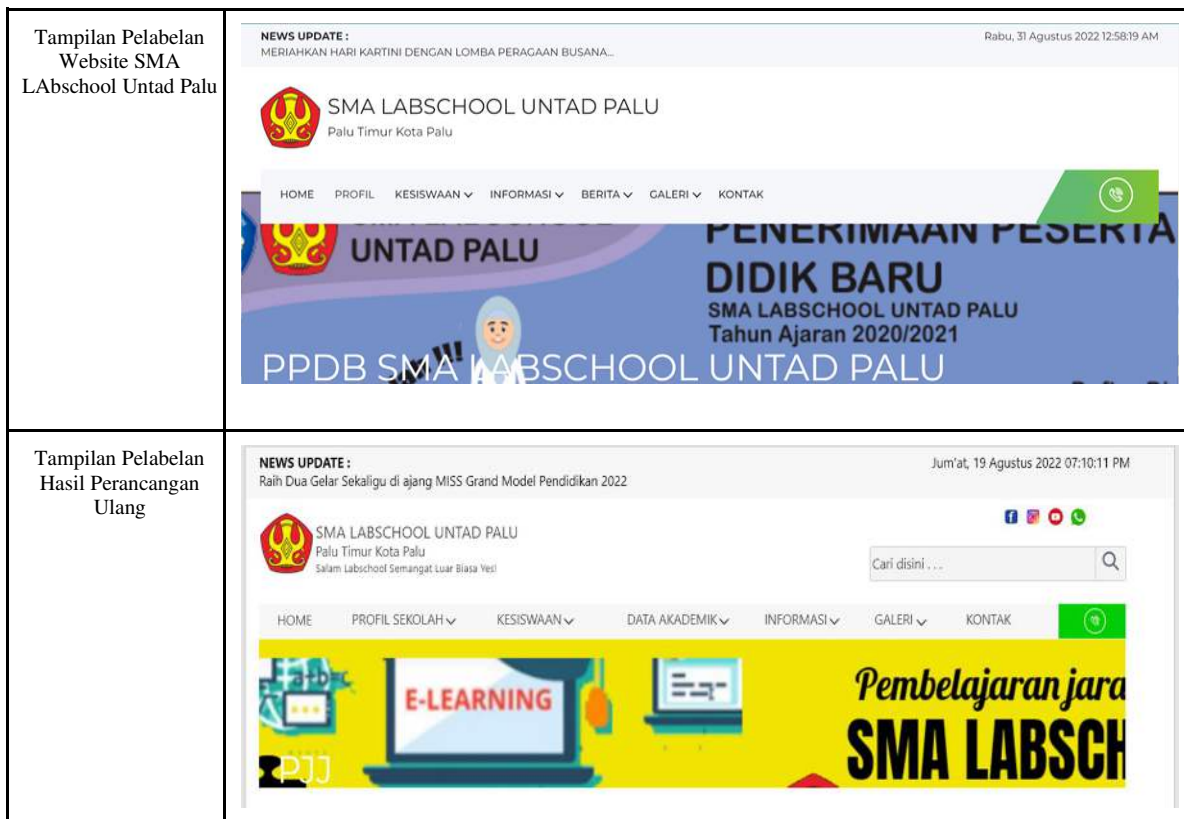 Tampilan Pelabelan
Website SMA
LAbschool Untad Palu
NEWS UPDATE :
MERIAHKAN HARI KARTINI DENGAN LOMBA PERAGAAN BUSANA...
Rabu, 31 Agustus 2022 12:58:19 AM
SMA LABSCHOOL UNTAD PALU
Palu Timur Kota Palu
HOME PROFIL KESISWAAN INFORMASI BERITA GALERI KONTAK
UNTAD PALU
PENERIMAAN PESERTA
DIDIK BARU
SMA LABSCHOOL UNTAD PALU
Tahun Ajaran 2020/2021
PPDB SMA LABSCHOOL UNTAD PALU
Tampilan Pelabelan
Hasil Perancangan
Ulang
NEWS UPDATE :
Raih Dua Gelar Sekaligu di ajang MISS Grand Model Pendidikan 2022
Jum'at, 19 Agustus 2022 07:10:11 PM
SMA LABSCHOOL UNTAD PALU
Palu Timur Kota Palu
Salam Labschool Semangat Luar Biasa Yes!
Cari disini . . .
HOME PROFIL SEKOLAH KESISWAAN DATA AKADEMIK INFORMASI GALERI KONTAK
a+b=c
E-LEARNING
Pembelajaran jara
SMA LABSCH
PJJ